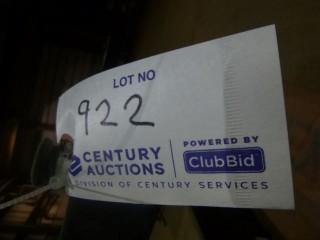 LOT NO
922
CENTURY AUCTIONS
POWERED BY
ClubBid
DIVISION OF CENTURY SERVICES